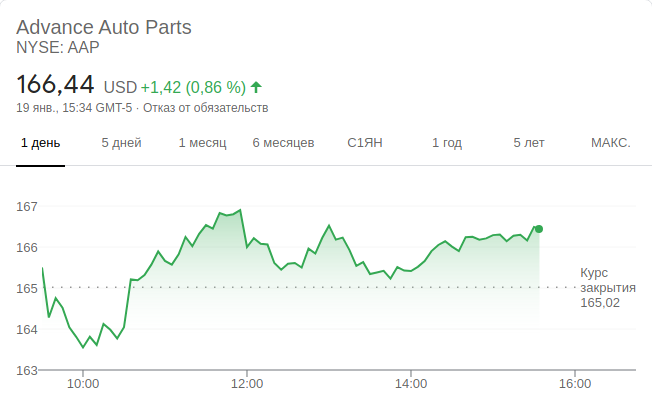 Advance Auto Parts
NYSE: AAP
166,44 USD +1,42 (0,86 %)
19 янв., 15:34 GMT-5 · Отказ от обязательств
1 день 5 дней 1 месяц 6 месяцев С1ЯН 1 год 5 лет МАКС.
167
166
165
164
163
Курс
закрытия
165,02
10:00 12:00 14:00 16:00